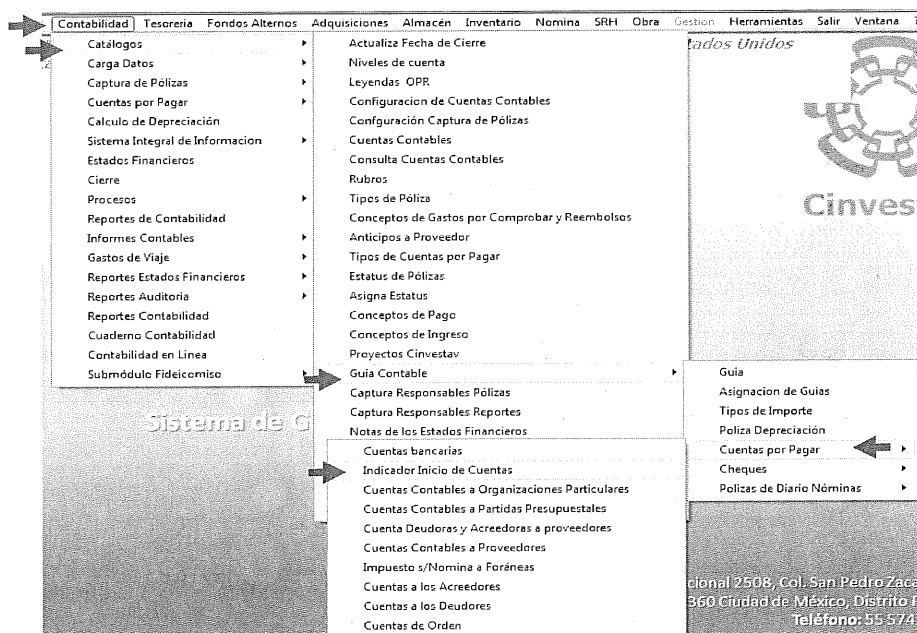 Contabilidad Tesoreria Fondos Alternos Adquisiciones Almacén Inventario Nomina SRH Obra Gestion Herramientas Salir Ventana
Catálogos
Carga Datos
Captura de Pólizas
Cuentas por Pagar
Calculo de Depreciación
Sistema Integral de Informacion
Estados Financieros
Cierre
Procesos
Reportes de Contabilidad
Informes Contables
Gastos de Viaje
Reportes Estados Financieros
Reportes Auditoria
Reportes Contabilidad
Cuaderno Contabilidad
Contabilidad en Linea
Submódulo Fideicomiso
Actualiza Fecha de Cierre
Niveles de cuenta
Leyendas OPR
Configuracion de Cuentas Contables
Confguración Captura de Pólizas
Cuentas Contables
Consulta Cuentas Contables
Rubros
Tipos de Póliza
Conceptos de Gastos por Comprobar y Reembolsos
Anticipos a Proveedor
Tipos de Cuentas por Pagar
Estatus de Pólizas
Asigna Estatus
Conceptos de Pago
Conceptos de Ingreso
Proyectos Cinvestav
Guia Contable
Captura Responsables Pólizas
Captura Responsables Reportes
Notas de los Estados Financieros
Cuentas bancarias
Indicador Inicio de Cuentas
Cuentas Contables a Organizaciones Particulares
Cuentas Contables a Partidas Presupuestales
Cuenta Deudoras y Acreedoras a proveedores
Cuentas Contables a Proveedores
Impuesto s/Nomina a Foráneas
Cuentas a los Acreedores
Cuentas a los Deudores
Cuentas de Orden
Guia
Asignacion de Guias
Tipos de Importe
Poliza Depreciación
Cuentas por Pagar
Cheques
Polizas de Diario Nóminas
ados Unidos
Cinves
Sistema de G
cional 2508, Col. San Pedro Zaca
360 Ciudad de México, Distrito F
Teléfono: 55 574